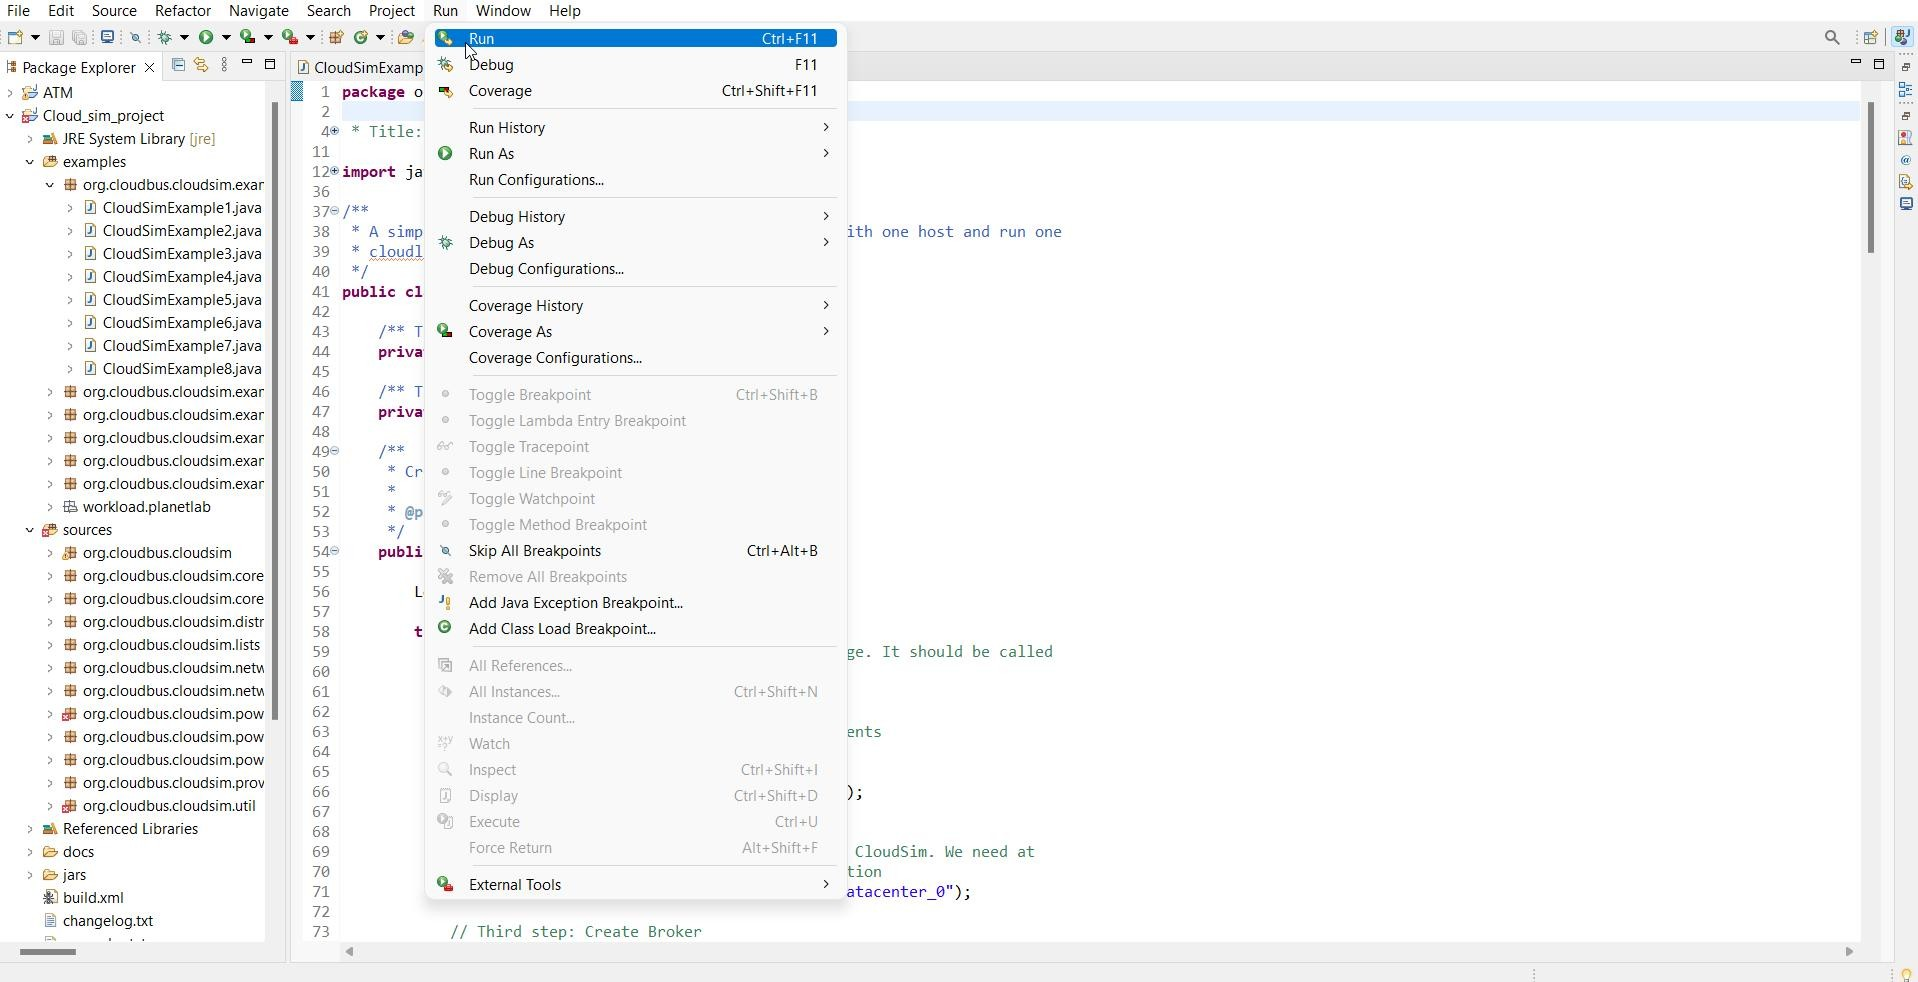 File Edit Source Refactor Navigate Search Project Run Window Help
Package Explorer
ATM
Cloud_sim_project
JRE System Library [jre]
examples
org.cloudbus.cloudsim.exar
CloudSimExample1.java
CloudSimExample2.java
CloudSimExample3.java
CloudSimExample4.java
CloudSimExample5.java
CloudSimExample6.java
CloudSimExample7.java
CloudSimExample8.java
org.cloudbus.cloudsim.exar
org.cloudbus.cloudsim.exar
org.cloudbus.cloudsim.exar
org.cloudbus.cloudsim.exar
org.cloudbus.cloudsim.exar
workload.planetlab
sources
org.cloudbus.cloudsim
org.cloudbus.cloudsim.core
org.cloudbus.cloudsim.core
org.cloudbus.cloudsim.distr
org.cloudbus.cloudsim.lists
org.cloudbus.cloudsim.netw
org.cloudbus.cloudsim.netw
org.cloudbus.cloudsim.pow
org.cloudbus.cloudsim.pow
org.cloudbus.cloudsim.pow
org.cloudbus.cloudsim.prov
org.cloudbus.cloudsim.util
Referenced Libraries
docs
jars
build.xml
changelog.txt
CloudSimExamp
1 package o
2
4 * Title:
11
12 import ja
36
37 /**
38 * A simp ith one host and run one
39 * cloudl
40 */
41 public cl
42
43 /** T
44 priva
45
46 /** T
47 priva
48
49 /**
50 * Cr
51 *
52 * @p
53 */
54 publi
55
56 L
57
58 t
59 ge. It should be called
60
61
62
63 ents
64
65
66 );
67
68
69 CloudSim. We need at
70 tion
71 atacenter_0");
72
73 // Third step: Create Broker
Run Ctrl+F11
Debug F11
Coverage Ctrl+Shift+F11
Run History
Run As
Run Configurations...
Debug History
Debug As
Debug Configurations...
Coverage History
Coverage As
Coverage Configurations...
Toggle Breakpoint Ctrl+Shift+B
Toggle Lambda Entry Breakpoint
Toggle Tracepoint
Toggle Line Breakpoint
Toggle Watchpoint
Toggle Method Breakpoint
Skip All Breakpoints Ctrl+Alt+B
Remove All Breakpoints
Add Java Exception Breakpoint...
Add Class Load Breakpoint...
All References...
All Instances... Ctrl+Shift+N
Instance Count...
Watch
Inspect Ctrl+Shift+I
Display Ctrl+Shift+D
Execute Ctrl+U
Force Return Alt+Shift+F
External Tools